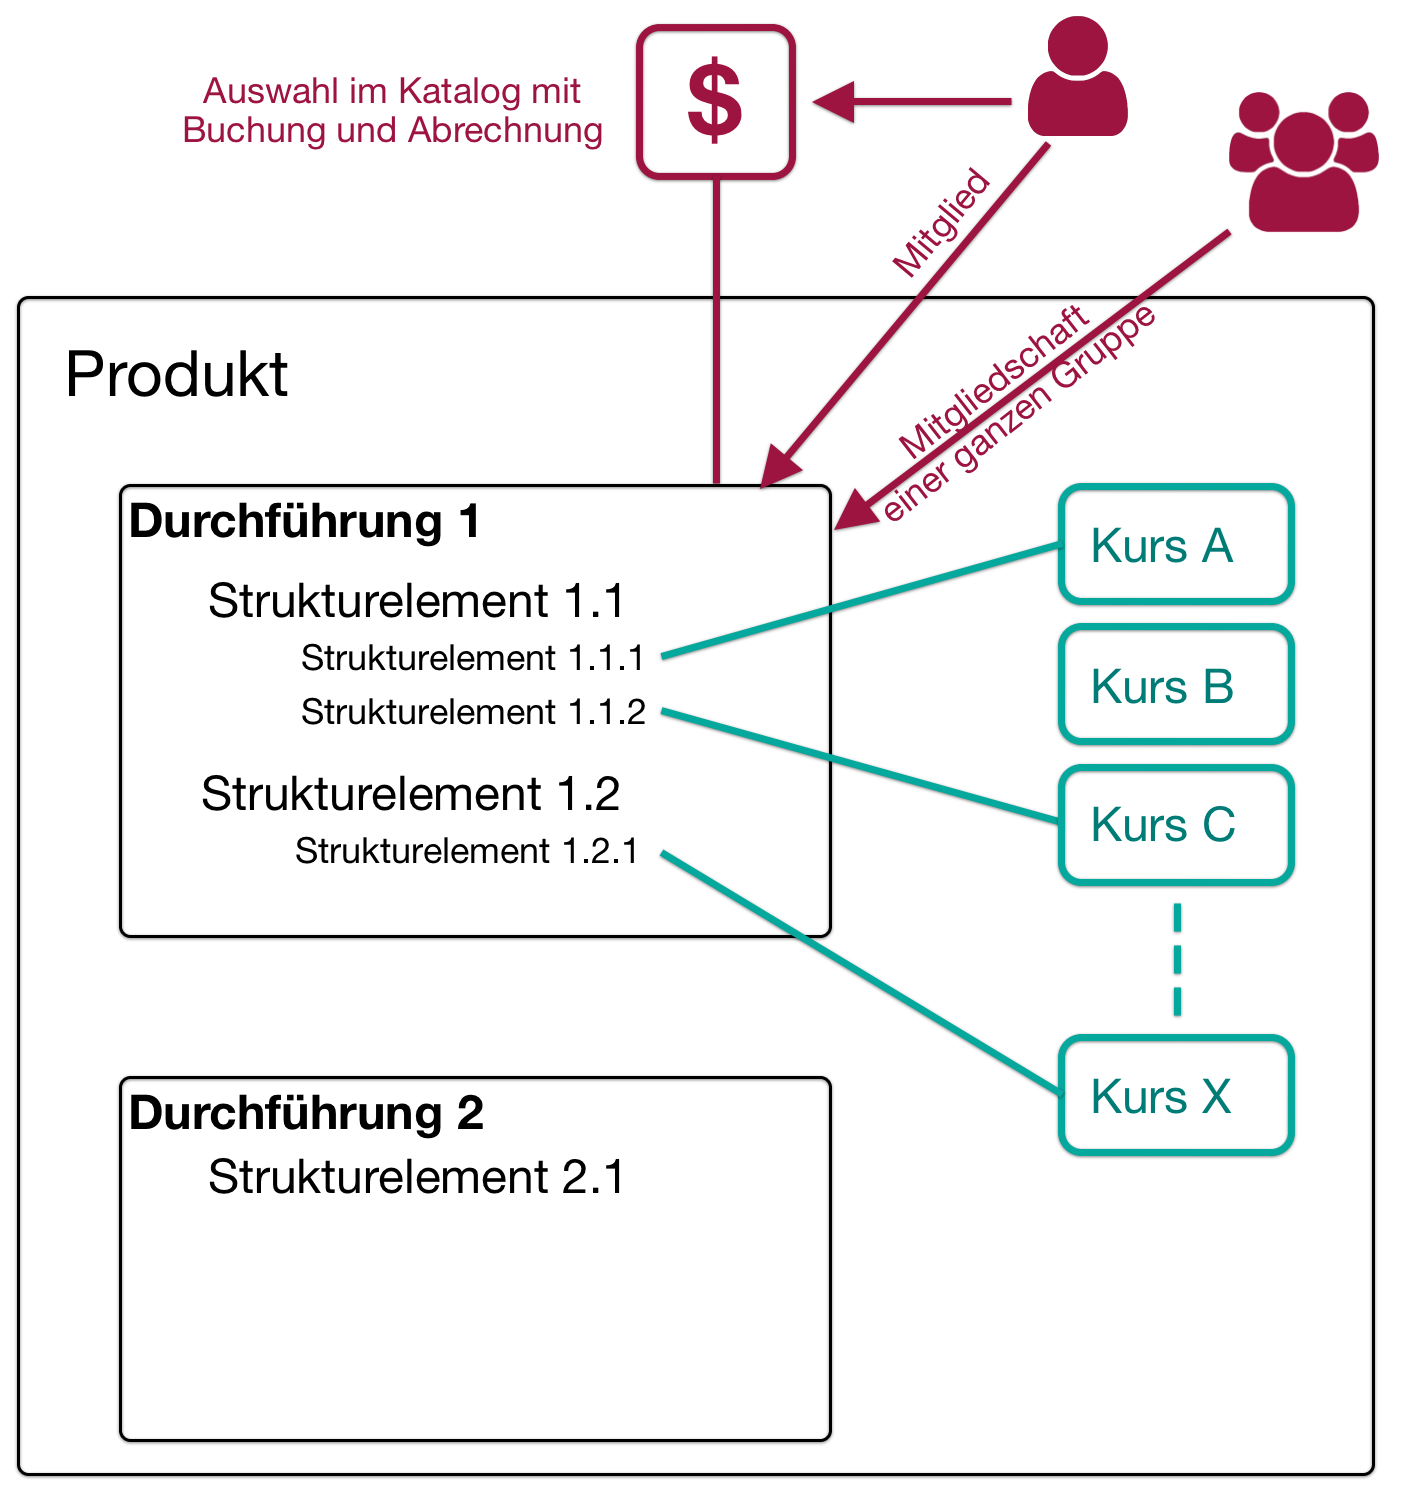 Auswahl im Katalog mit
Buchung und Abrechnung
$
Mitglied
Mitgliedschaft
einer ganzen Gruppe
Produkt
Durchführung 1
Strukturelement 1.1
Strukturelement 1.1.1
Strukturelement 1.1.2
Strukturelement 1.2
Strukturelement 1.2.1
Kurs A
Kurs B
Kurs C
Kurs X
Durchführung 2
Strukturelement 2.1